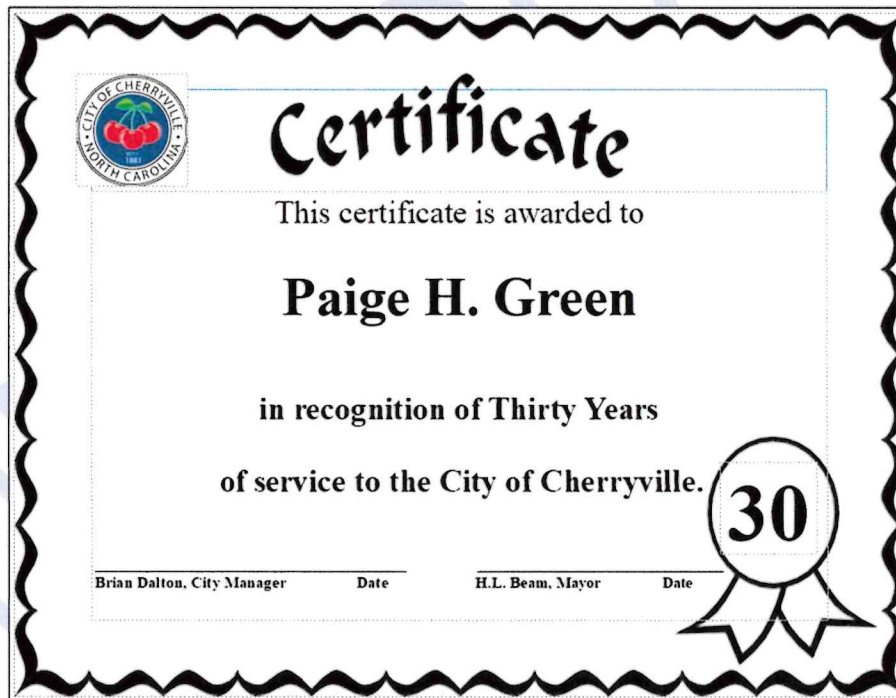 CITY OF CHERRYVILLE
NORTH CAROLINA
1881
Certificate
This certificate is awarded to
Paige H. Green
in recognition of Thirty Years
of service to the City of Cherryville.
30
Brian Dalton, City Manager Date H.L. Beam, Mayor Date